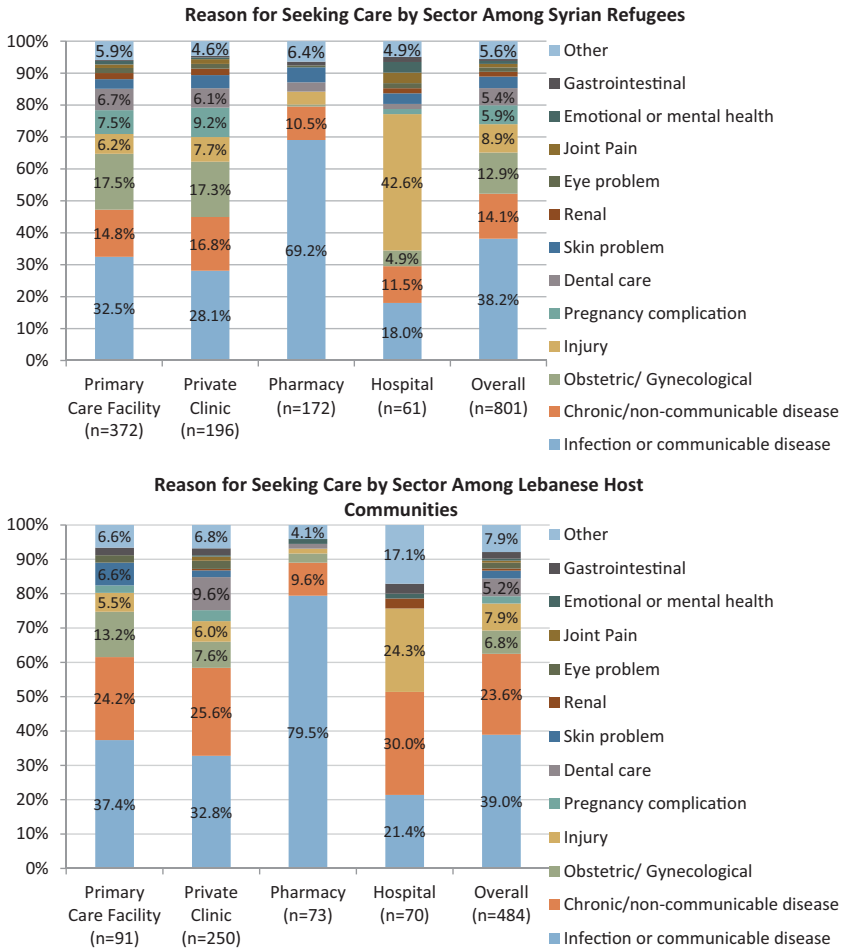 Reason for Seeking Care by Sector Among Syrian Refugees
100%
90%
80%
70%
60%
50%
40%
30%
20%
10%
0%
5.9%
6.7%
7.5%
6.2%
17.5%
14.8%
32.5%
4.6%
6.1%
9.2%
7.7%
17.3%
16.8%
28.1%
6.4%
10.5%
69.2%
4.9%
42.6%
4.9%
11.5%
18.0%
5.6%
5.4%
5.9%
8.9%
12.9%
14.1%
38.2%
Primary
Care Facility
(n=372)
Private
Clinic
(n=196)
Pharmacy
(n=172)
Hospital
(n=61)
Overall
(n=801)
Other
Gastrointestinal
Emotional or mental health
Joint Pain
Eye problem
Renal
Skin problem
Dental care
Pregnancy complication
Injury
Obstetric/ Gynecological
Chronic/non-communicable disease
Infection or communicable disease
Reason for Seeking Care by Sector Among Lebanese Host
Communities
100%
90%
80%
70%
60%
50%
40%
30%
20%
10%
0%
6.6%
6.6%
5.5%
13.2%
24.2%
37.4%
6.8%
9.6%
6.0%
7.6%
25.6%
32.8%
4.1%
9.6%
79.5%
17.1%
24.3%
30.0%
21.4%
7.9%
5.2%
7.9%
6.8%
23.6%
39.0%
Primary
Care Facility
(n=91)
Private
Clinic
(n=250)
Pharmacy
(n=73)
Hospital
(n=70)
Overall
(n=484)
Other
Gastrointestinal
Emotional or mental health
Joint Pain
Eye problem
Renal
Skin problem
Dental care
Pregnancy complication
Injury
Obstetric/ Gynecological
Chronic/non-communicable disease
Infection or communicable disease